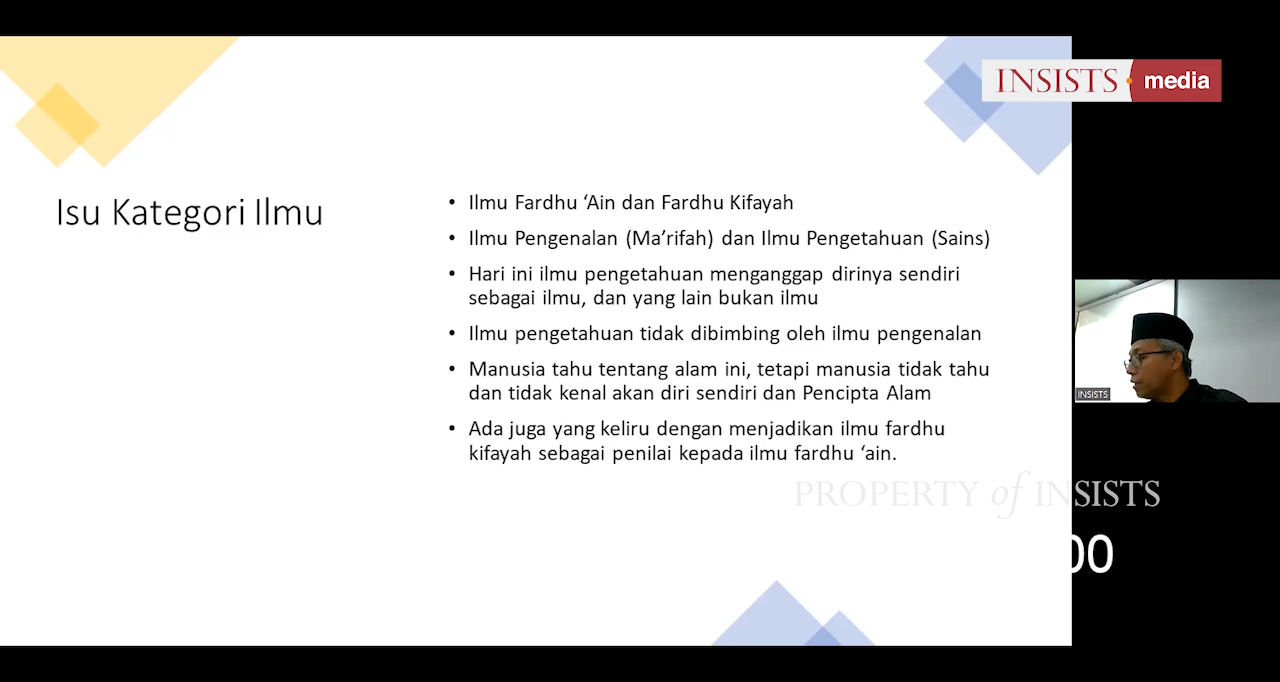 INSISTS media
Isu Kategori Ilmu
• Ilmu Fardhu ‘Ain dan Fardhu Kifayah
• Ilmu Pengenalan (Ma’rifah) dan Ilmu Pengetahuan (Sains)
• Hari ini ilmu pengetahuan menganggap dirinya sendiri
sebagai ilmu, dan yang lain bukan ilmu
• Ilmu pengetahuan tidak dibimbing oleh ilmu pengenalan
• Manusia tahu tentang alam ini, tetapi manusia tidak tahu
dan tidak kenal akan diri sendiri dan Pencipta Alam
• Ada juga yang keliru dengan menjadikan ilmu fardhu
kifayah sebagai penilai kepada ilmu fardhu ‘ain.
INSISTS
PROPERTY of INSISTS